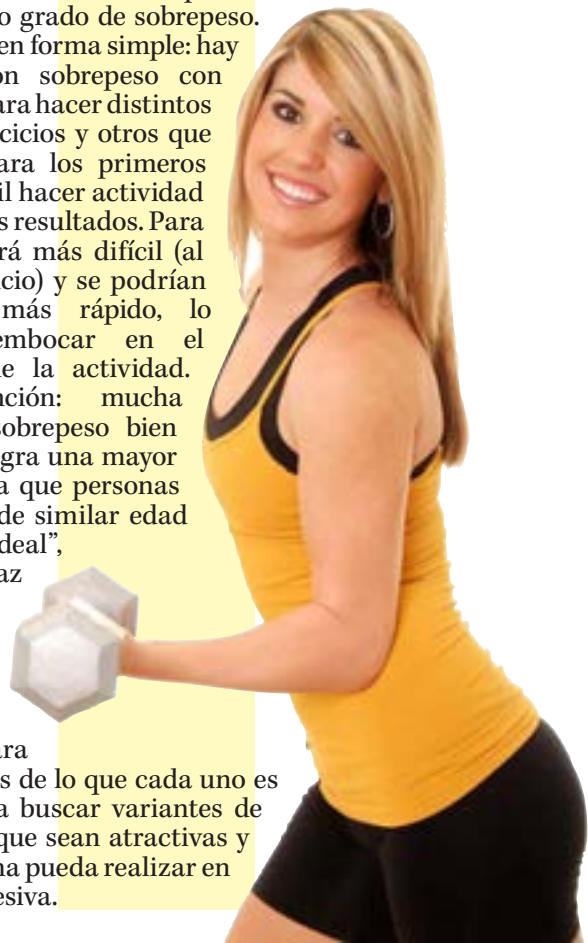 o grado de sobrepeso.
en forma simple: hay
on sobrepeso con
ara hacer distintos
cicios y otros que
ara los primeros
il hacer actividad
s resultados. Para
rá más difícil (al
cio) y se podrían
más rápido, lo
embocar en el
e la actividad.
nción: mucha
sobrepeso bien
gra una mayor
a que personas
de similar edad
deal”,
az
ara
s de lo que cada uno es
a buscar variantes de
que sean atractivas y
na pueda realizar en
esiva.